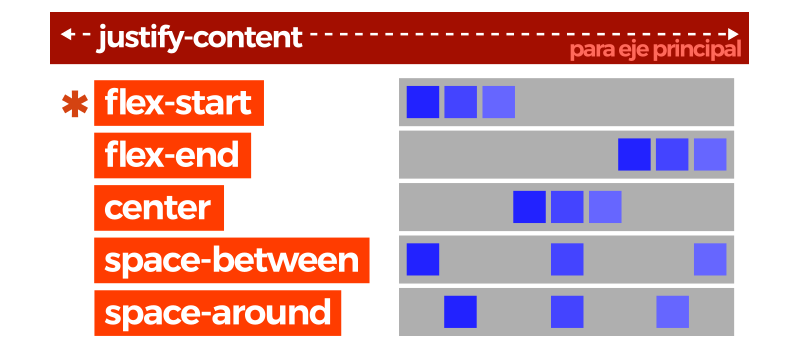 justify-content
para eje principal
* flex-start
flex-end
center
space-between
space-around